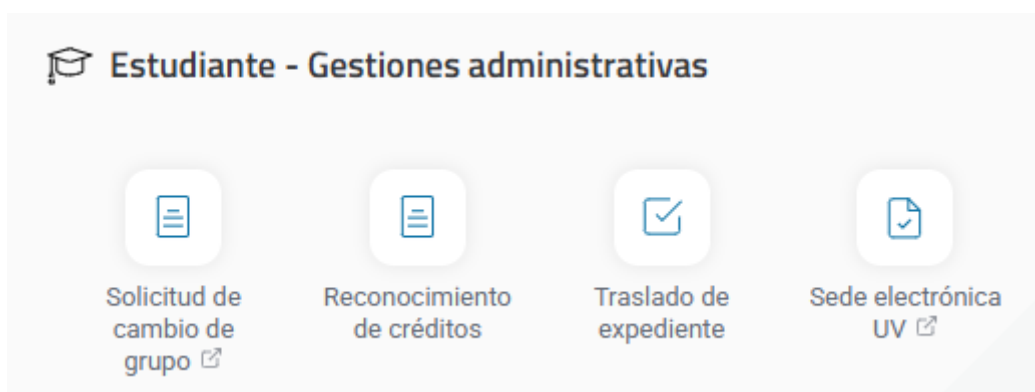 Estudiante - Gestiones administrativas
Solicitud de
cambio de
grupo
Reconocimiento
de créditos
Traslado de
expediente
Sede electrónica
UV